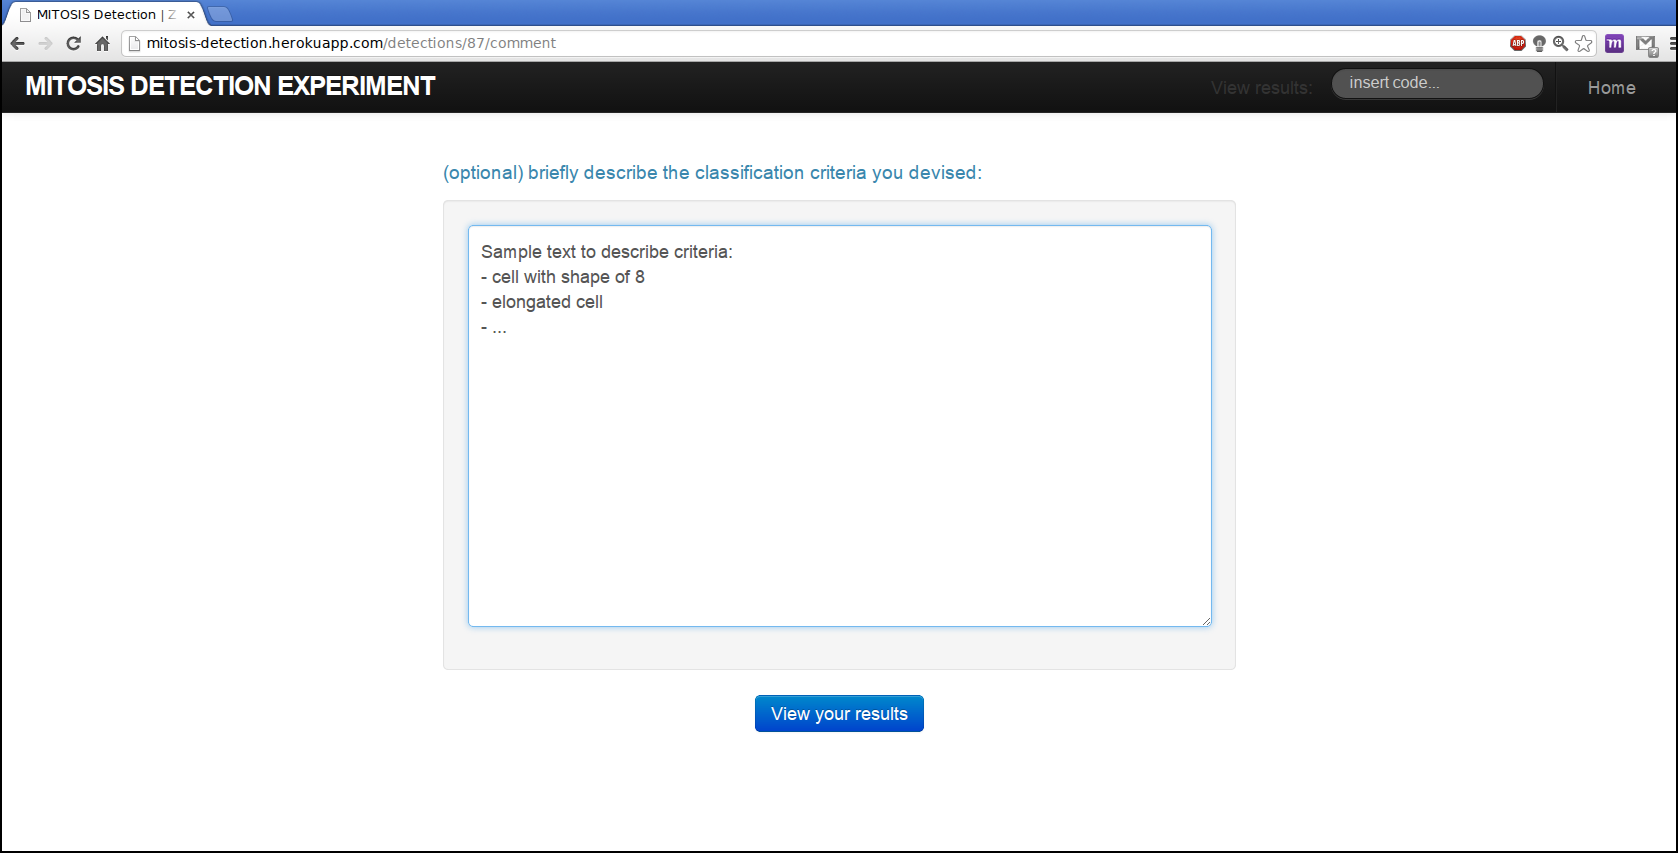 MITOSIS Detection | Z
mitosis-detection.herokuapp.com/detections/87/comment
ABP
m
MITOSIS DETECTION EXPERIMENT
View results:
insert code...
Home
(optional) briefly describe the classification criteria you devised:
Sample text to describe criteria:
- cell with shape of 8
- elongated cell
- ...
View your results